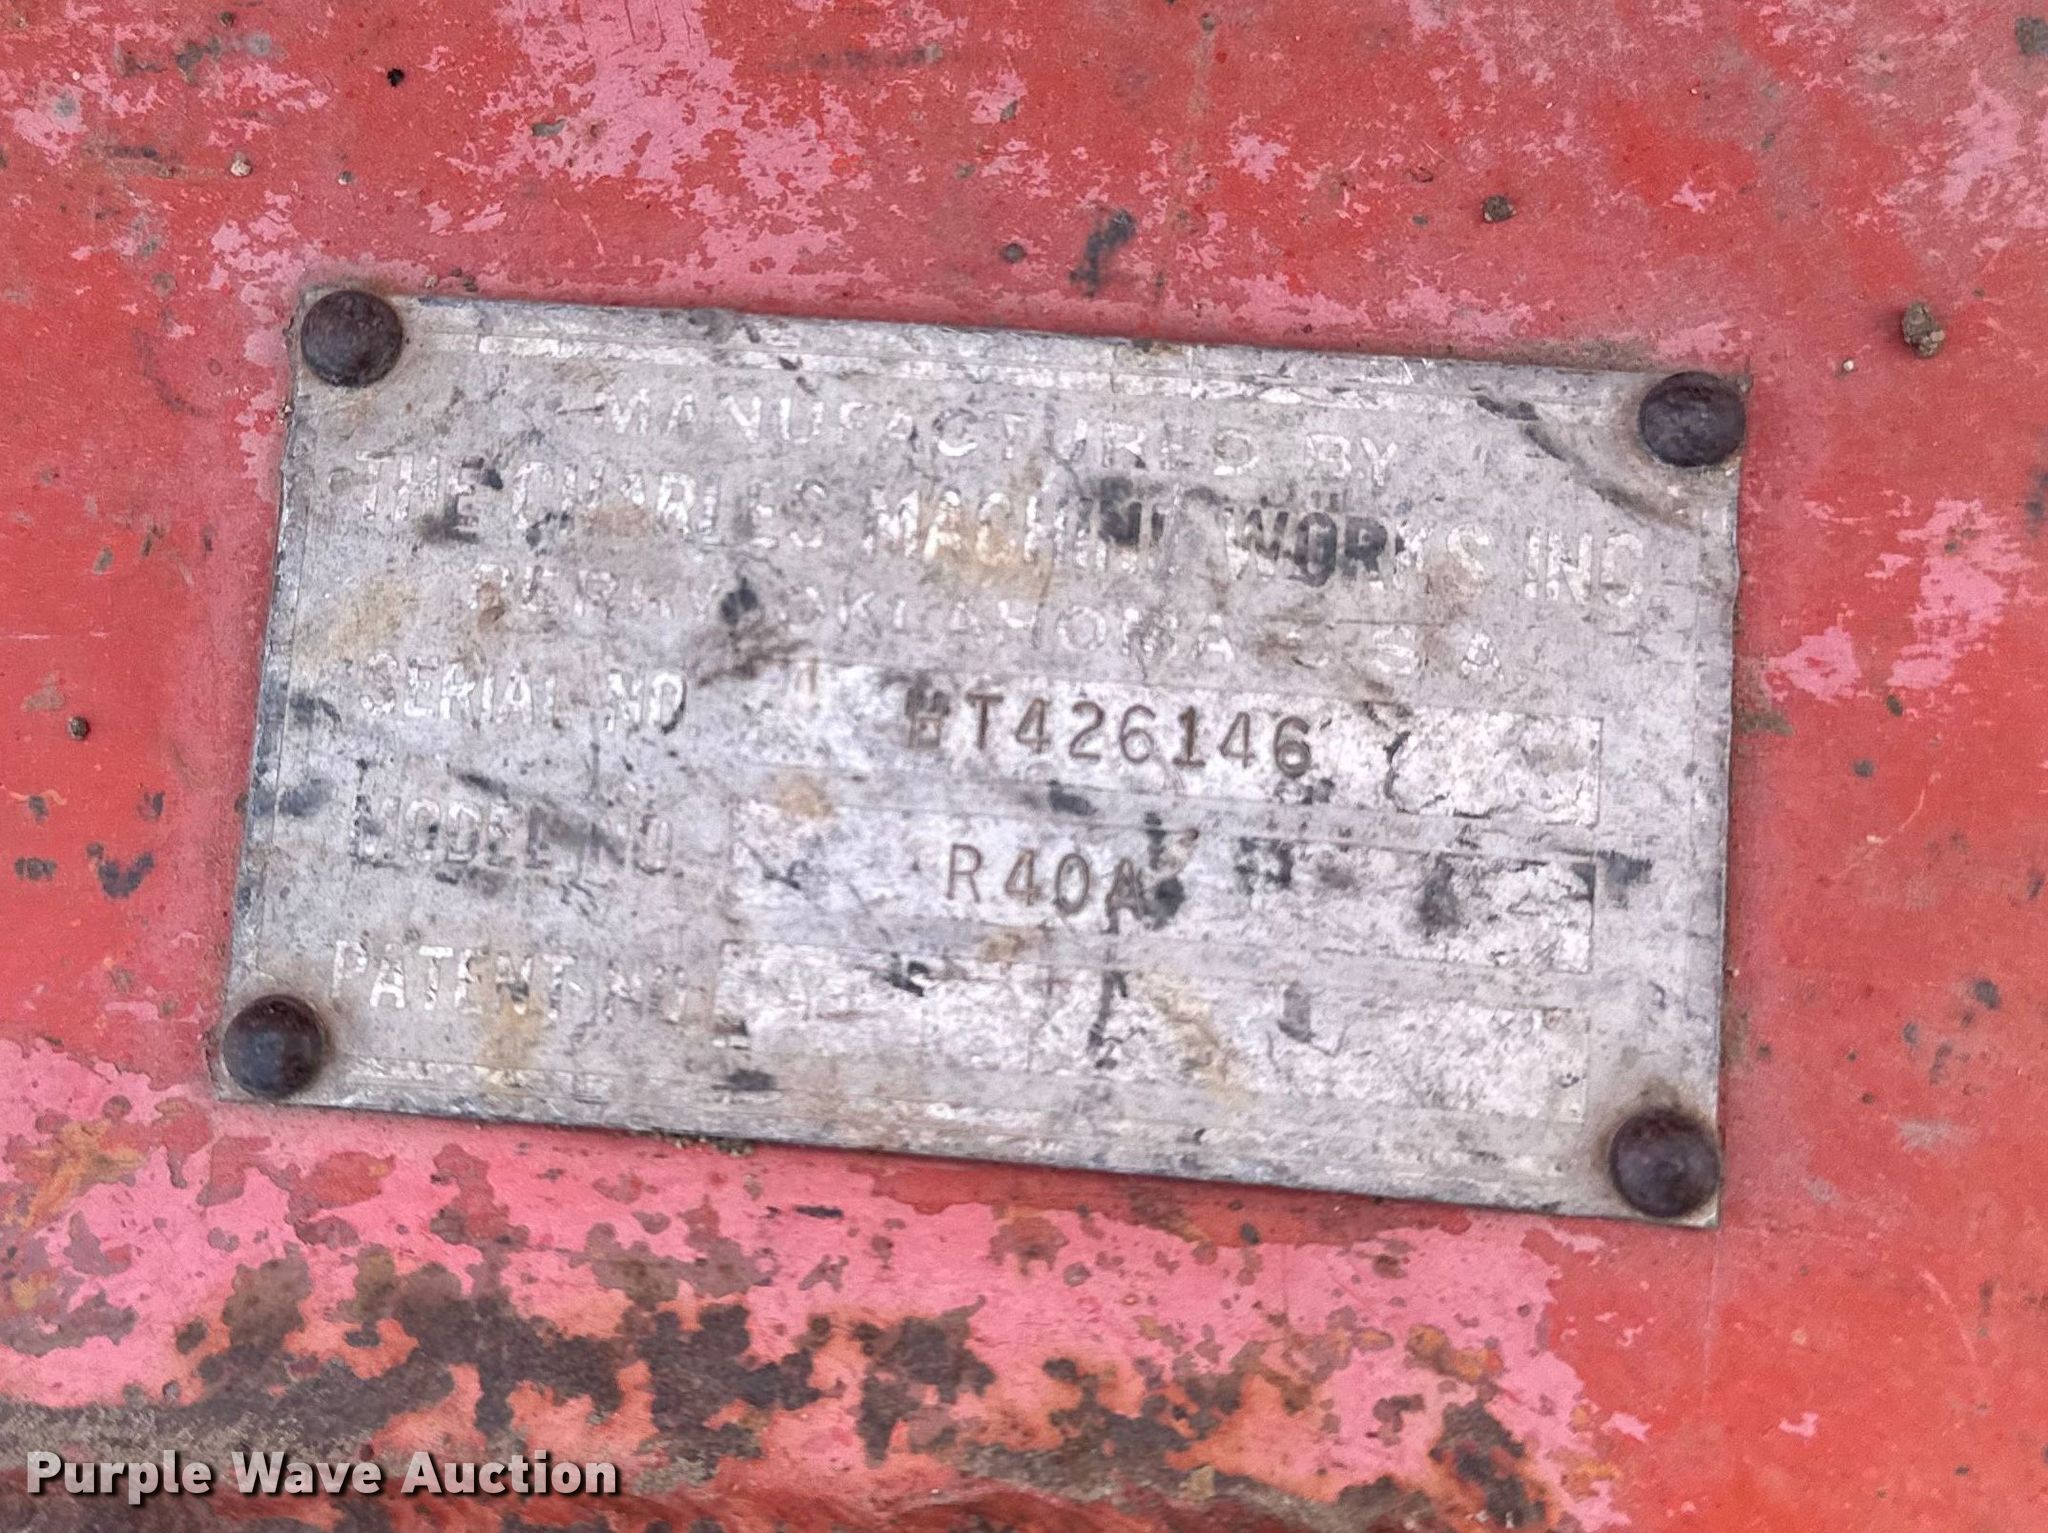 MANUFACTURED BY
THE CHARLES MACHINE WORKS INC.
PERRY OKLAHOMA U S A
SERIAL NO. T426146
MODEL NO. R40A
PATENT NO.
Purple Wave Auction